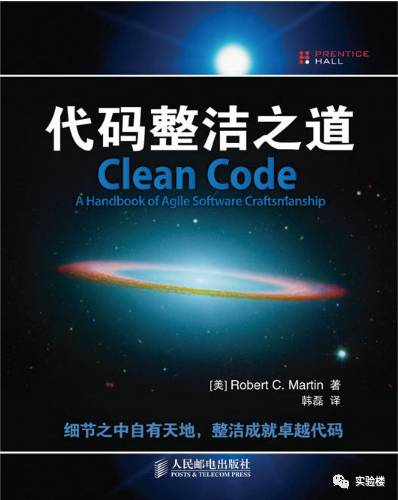 PRENTICE
HALL
代码整洁之道
Clean Code
A Handbook of Agile Software Craftsmanship
[美] Robert C. Martin 著
韩磊 译
细节之中自有天地，整洁成就卓越代码
人民邮电出版社
POSTS & TELECOM PRESS
实验楼